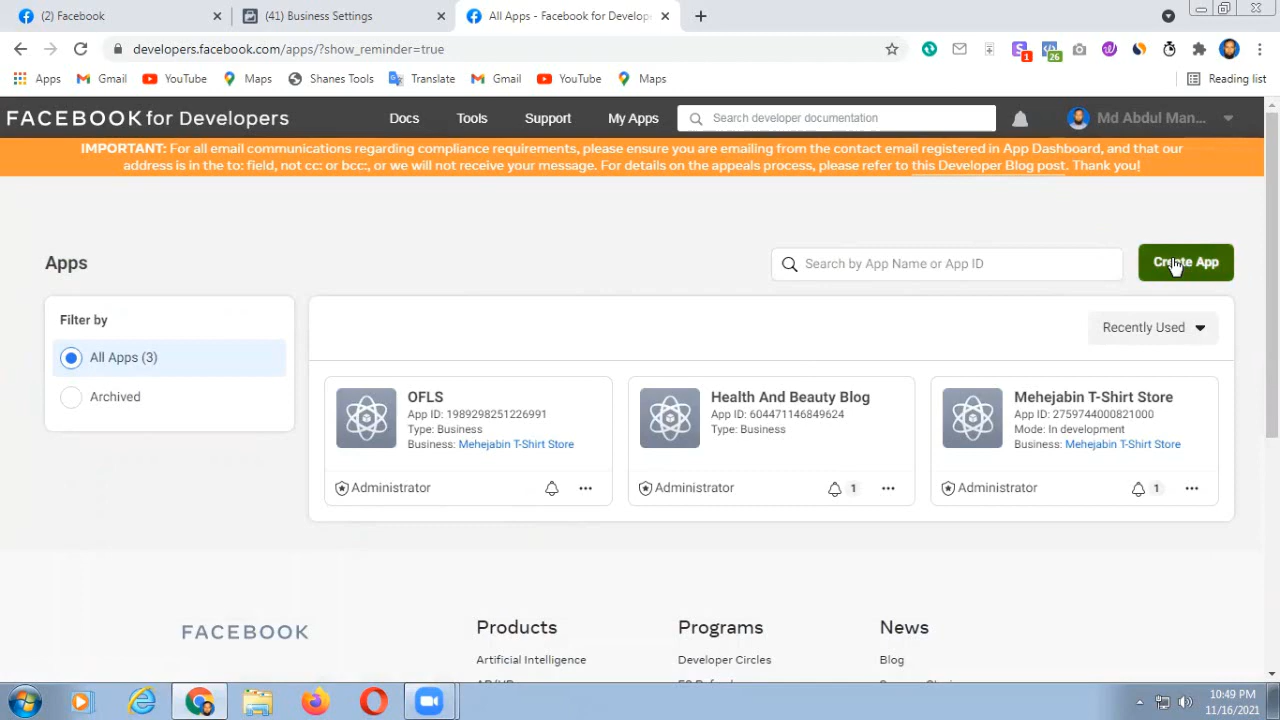 (2) Facebook
(41) Business Settings
All Apps - Facebook for Develop
developers.facebook.com/apps/?show_reminder=true
1
26
Apps
Gmail
YouTube
Maps
Shanes Tools
Translate
Gmail
YouTube
Maps
Reading list
FACEBOOK for Developers
Docs
Tools
Support
My Apps
Search developer documentation
Md Abdul Man...
IMPORTANT: For all email communications regarding compliance requirements, please ensure you are emailing from the contact email registered in App Dashboard, and that our
address is in the to: field, not cc: or bcc:, or we will not receive your message. For details on the appeals process, please refer to this Developer Blog post. Thank you!
Apps
Search by App Name or App ID
Create App
Filter by
All Apps (3)
Archived
Recently Used
OFLS
App ID: 1989298251226991
Type: Business
Business: Mehejabin T-Shirt Store
Administrator
Health And Beauty Blog
App ID: 604471146849624
Type: Business
Administrator
1
Mehejabin T-Shirt Store
App ID: 2759744000821000
Mode: In development
Business: Mehejabin T-Shirt Store
Administrator
1
FACEBOOK
Products
Artificial Intelligence
Programs
Developer Circles
News
Blog
10:49 PM
11/16/2021